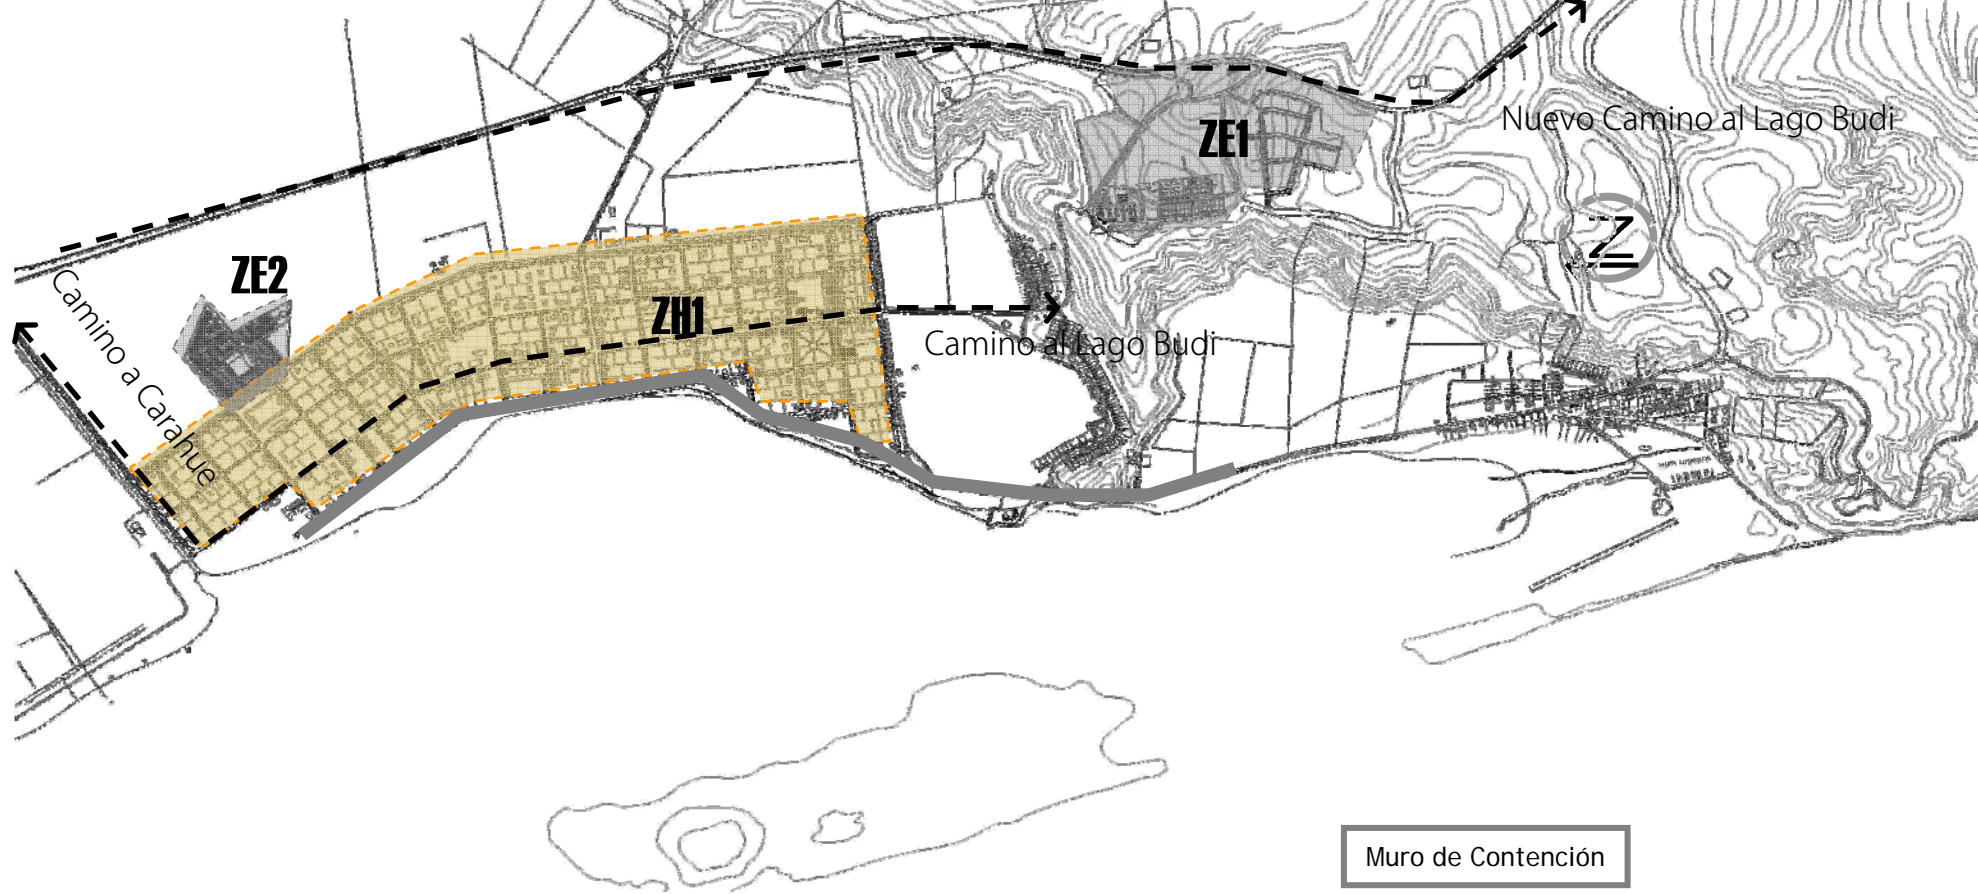 Nuevo Camino al Lago Budi
ZE1
ZE2
Camino a Carahue
ZH1
Camino al Lago Budi
N
Muro de Contención